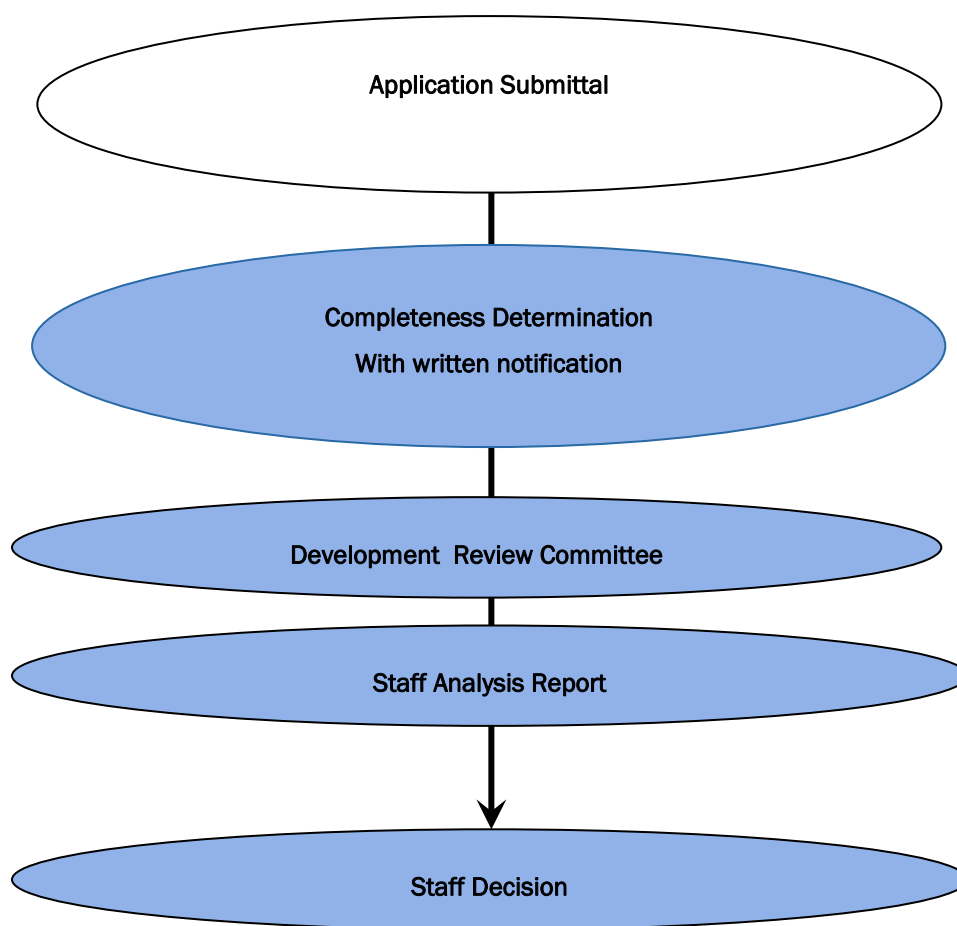 Application Submittal
Completeness Determination
With written notification
Development Review Committee
Staff Analysis Report
Staff Decision